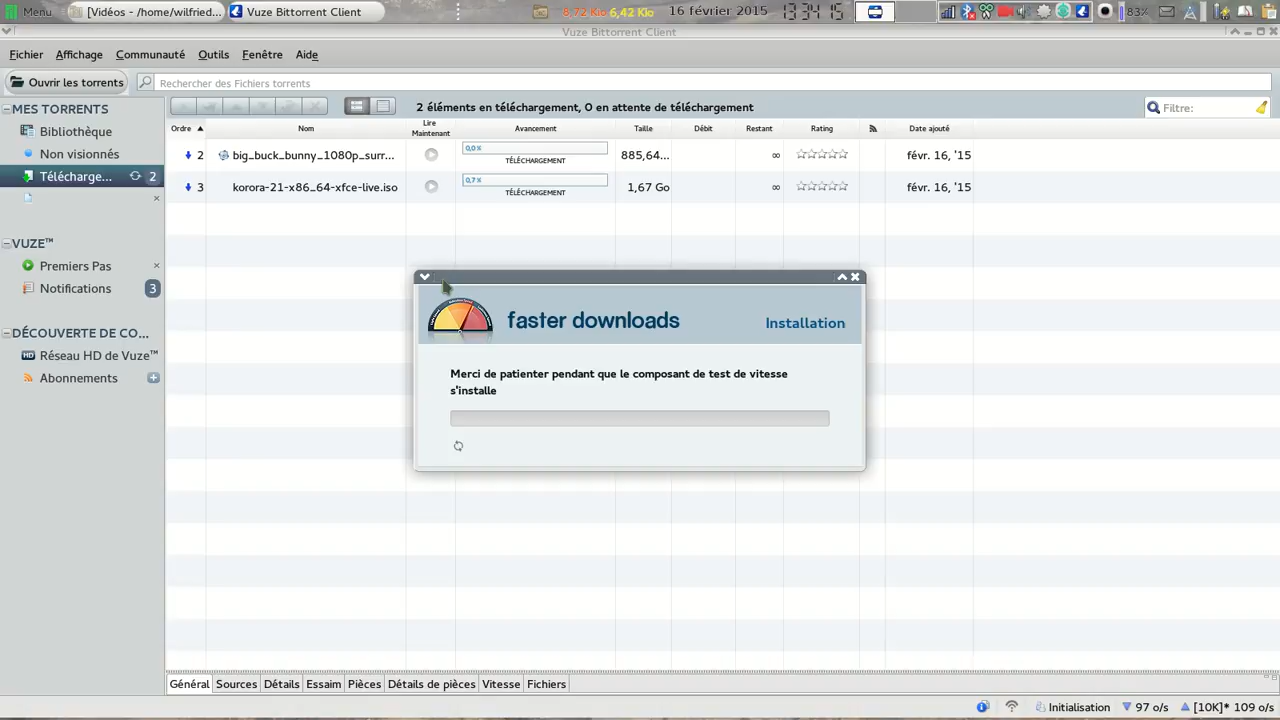 Menu [Vidéos - /home/wilfried... Vuze Bittorrent Client 8,72 Kio 6,42 Kio 16 février 2015 13:34:15 83%
Vuze Bittorrent Client
Fichier Affichage Communauté Outils Fenêtre Aide
Ouvrir les torrents Rechercher des Fichiers torrents
MES TORRENTS
Bibliothèque
Non visionnés
Télécharge... 2
VUZE™
Premiers Pas
Notifications 3
DÉCOUVERTE DE CO...
HD Réseau HD de Vuze™
Abonnements
2 éléments en téléchargement, 0 en attente de téléchargement Filtre:
Ordre Nom Lire Maintenant Avancement Taille Débit Restant Rating Date ajouté
2 big_buck_bunny_1080p_surr... 0,0% TÉLÉCHARGEMENT 885,64... ∞ févr. 16, '15
3 korora-21-x86_64-xfce-live.iso 0,7% TÉLÉCHARGEMENT 1,67 Go ∞ févr. 16, '15
faster downloads Installation
Merci de patienter pendant que le composant de test de vitesse
s'installe
Général Sources Détails Essaim Pièces Détails de pièces Vitesse Fichiers
Initialisation 97 o/s [10K]* 109 o/s